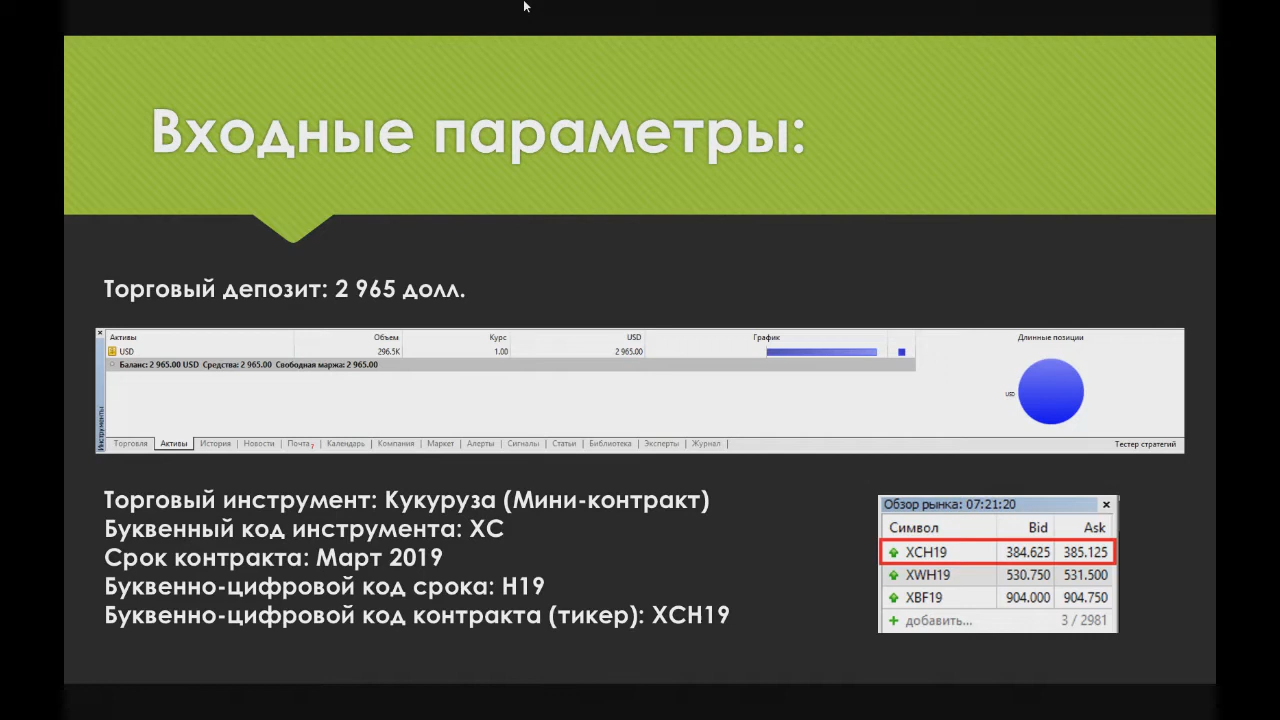 Входные параметры:
Торговый депозит: 2 965 долл.
Активы Объем Курс USD График Длинные позиции
USD 296.5K 1.00 2 965.00
Баланс: 2 965.00 USD Средства: 2 965.00 Свободная маржа: 2 965.00
USD
Инструменты
Торговля Активы История Новости Почта7 Календарь Компания Маркет Алерты Сигналы Статьи Библиотека Эксперты Журнал Тестер стратегий
Торговый инструмент: Кукуруза (Мини-контракт)
Буквенный код инструмента: XC
Срок контракта: Март 2019
Буквенно-цифровой код срока: H19
Буквенно-цифровой код контракта (тикер): XCH19
Обзор рынка: 07:21:20
Символ Bid Ask
XCH19 384.625 385.125
XWH19 530.750 531.500
XBF19 904.000 904.750
добавить... 3 / 2981